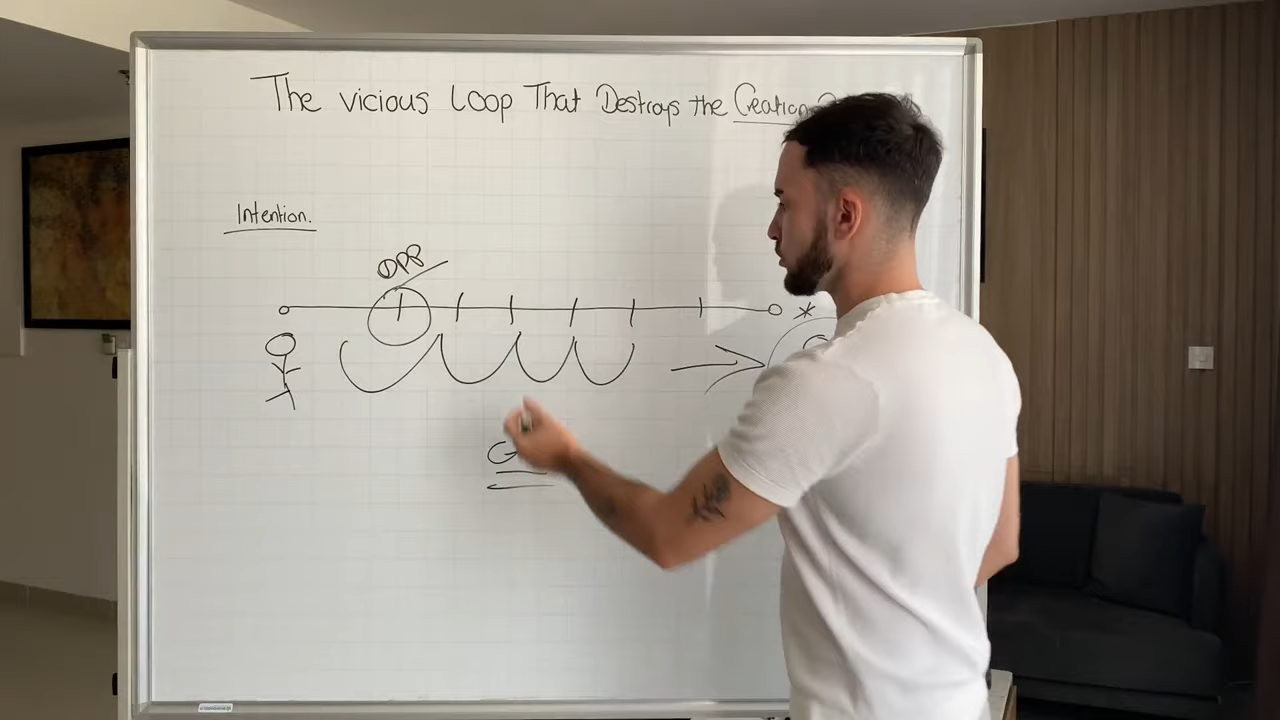 The vicious Loop That Destroys the Creation
Intention.
OPP